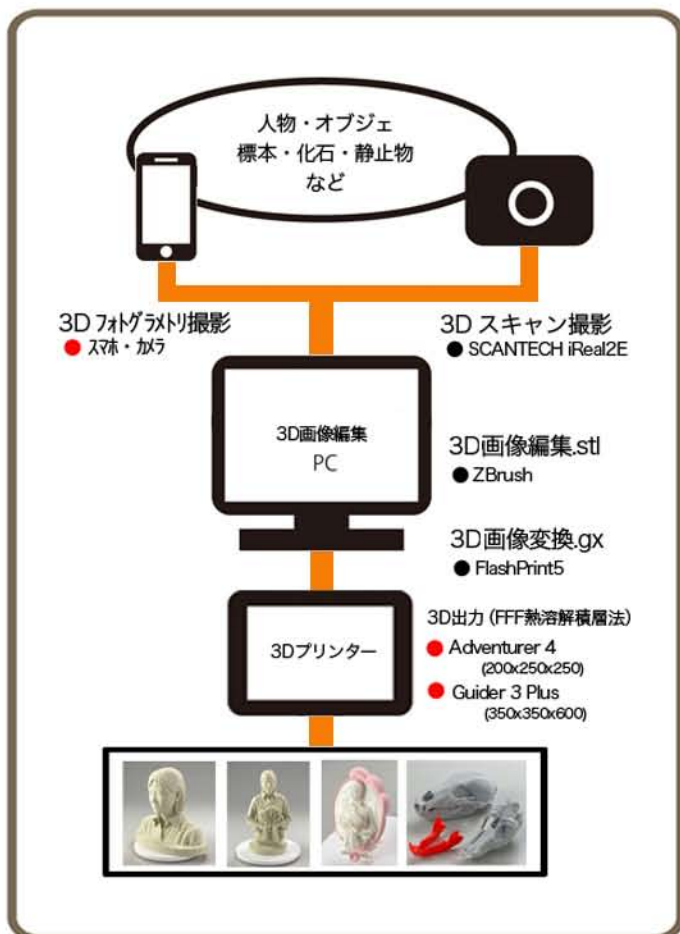 人物・オブジェ
標本・化石・静止物
など
3Dフォトグラメトリ撮影
● スマホ・カメラ
3D スキャン撮影
● SCANTECH iReal2E
3D画像編集
PC
3D画像編集.stl
● ZBrush
3D画像変換.gx
● FlashPrint5
3Dプリンター
3D出力（FFF熱溶解積層法）
● Adventurer 4
(200x250x250)
● Guider 3 Plus
(350x350x600)